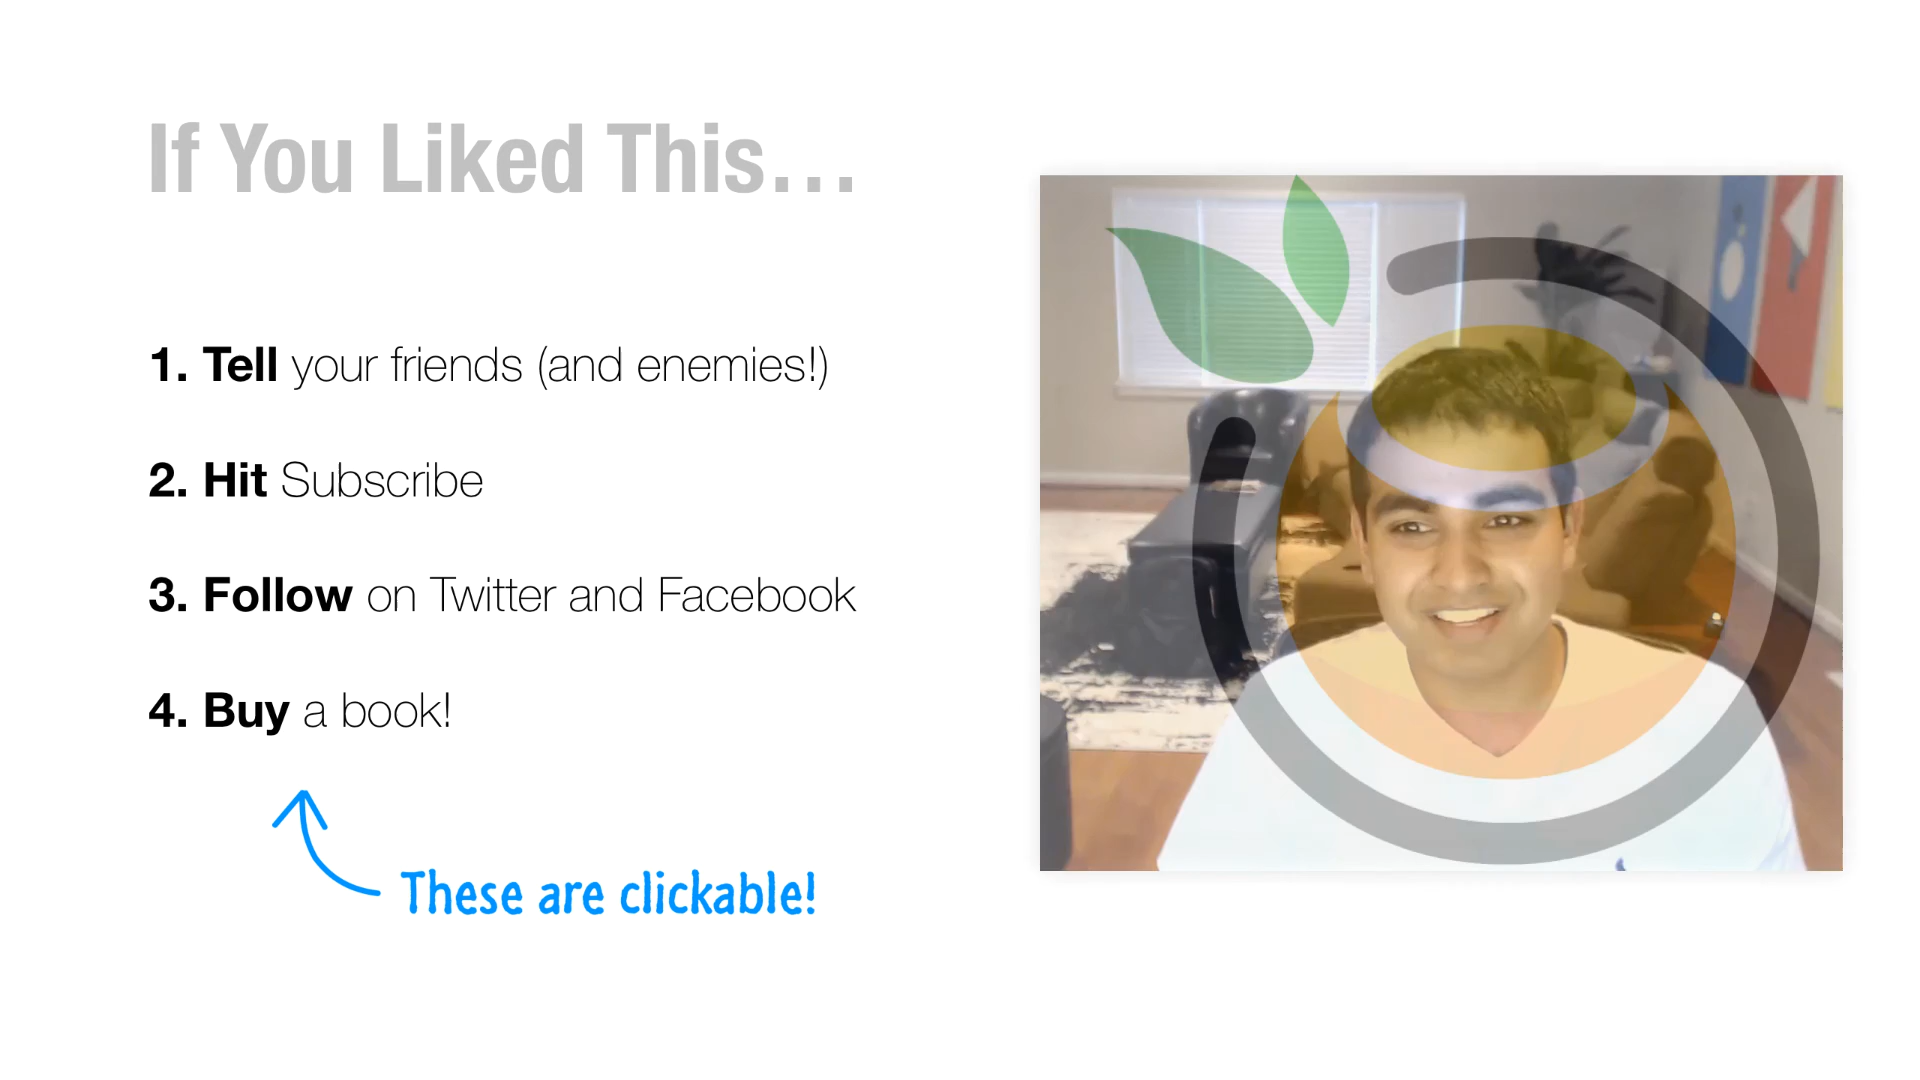 If You Liked This...
1. Tell your friends (and enemies!)
2. Hit Subscribe
3. Follow on Twitter and Facebook
4. Buy a book!
These are clickable!